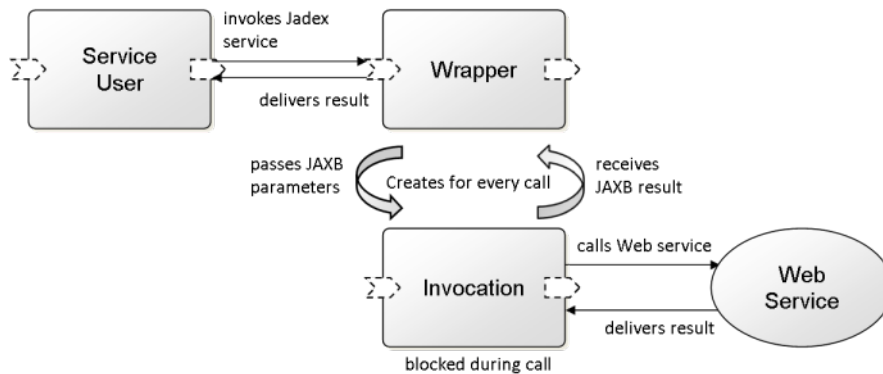 invokes Jadex
service
Service
User
Wrapper
delivers result
passes JAXB
parameters
Creates for every call
receives
JAXB result
calls Web service
Invocation
Web
Service
delivers result
blocked during call